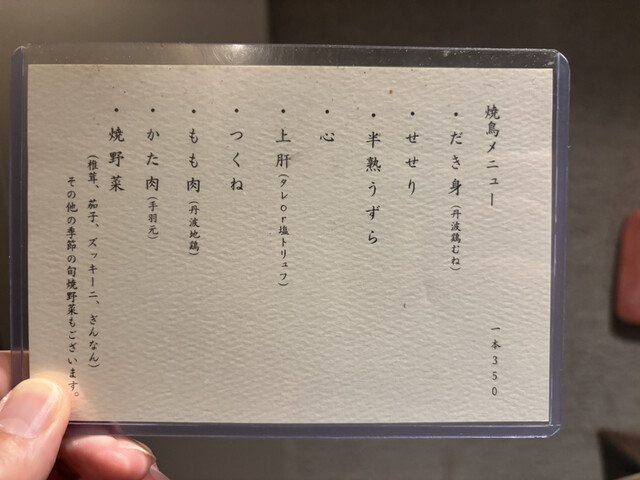 焼鳥メニュー 一本350
・だき身(丹波鶏むね)
・せせり
・半熟うずら
・心
・上肝(タレor塩トリュフ)
・つくね
・もも肉(丹波地鶏)
・かた肉(手羽元)
・焼野菜
(椎茸、茄子、ズッキーニ、ぎんなん)
その他の季節の旬焼野菜もございます。